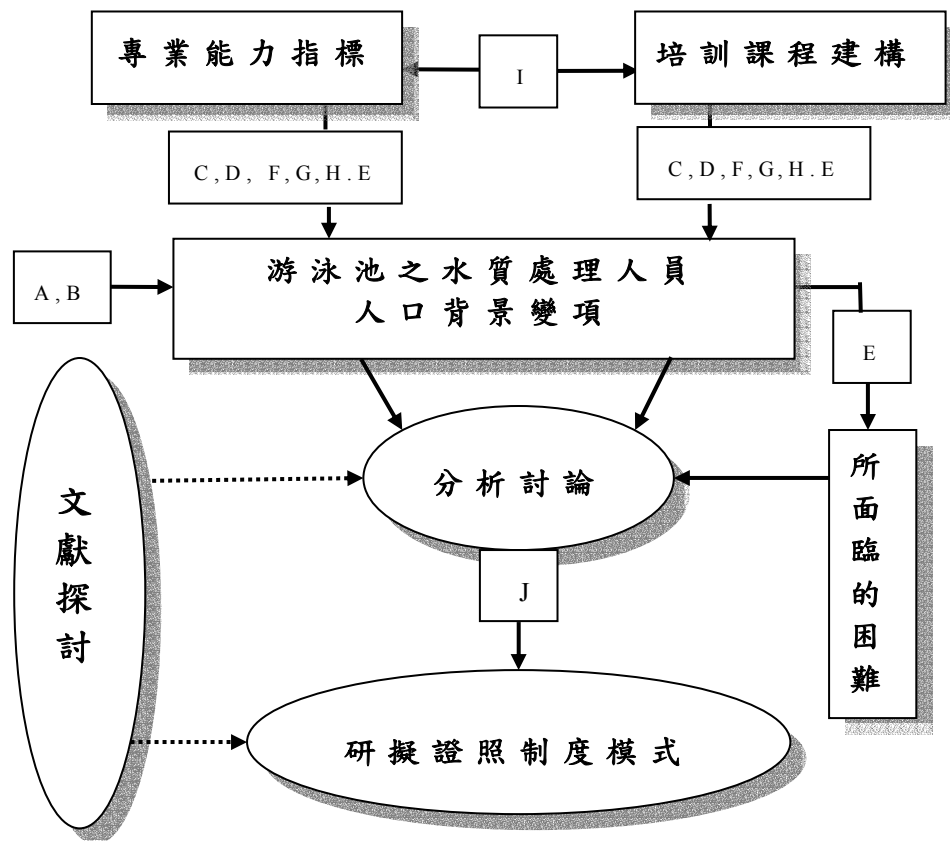 專業能力指標
I
培訓課程建構
C,D, F,G,H.E
C,D,F,G,H.E
A,B
游泳池之水質處理人員
人口背景變項
E
分析討論
所面臨的困難
文獻探討
J
研擬證照制度模式